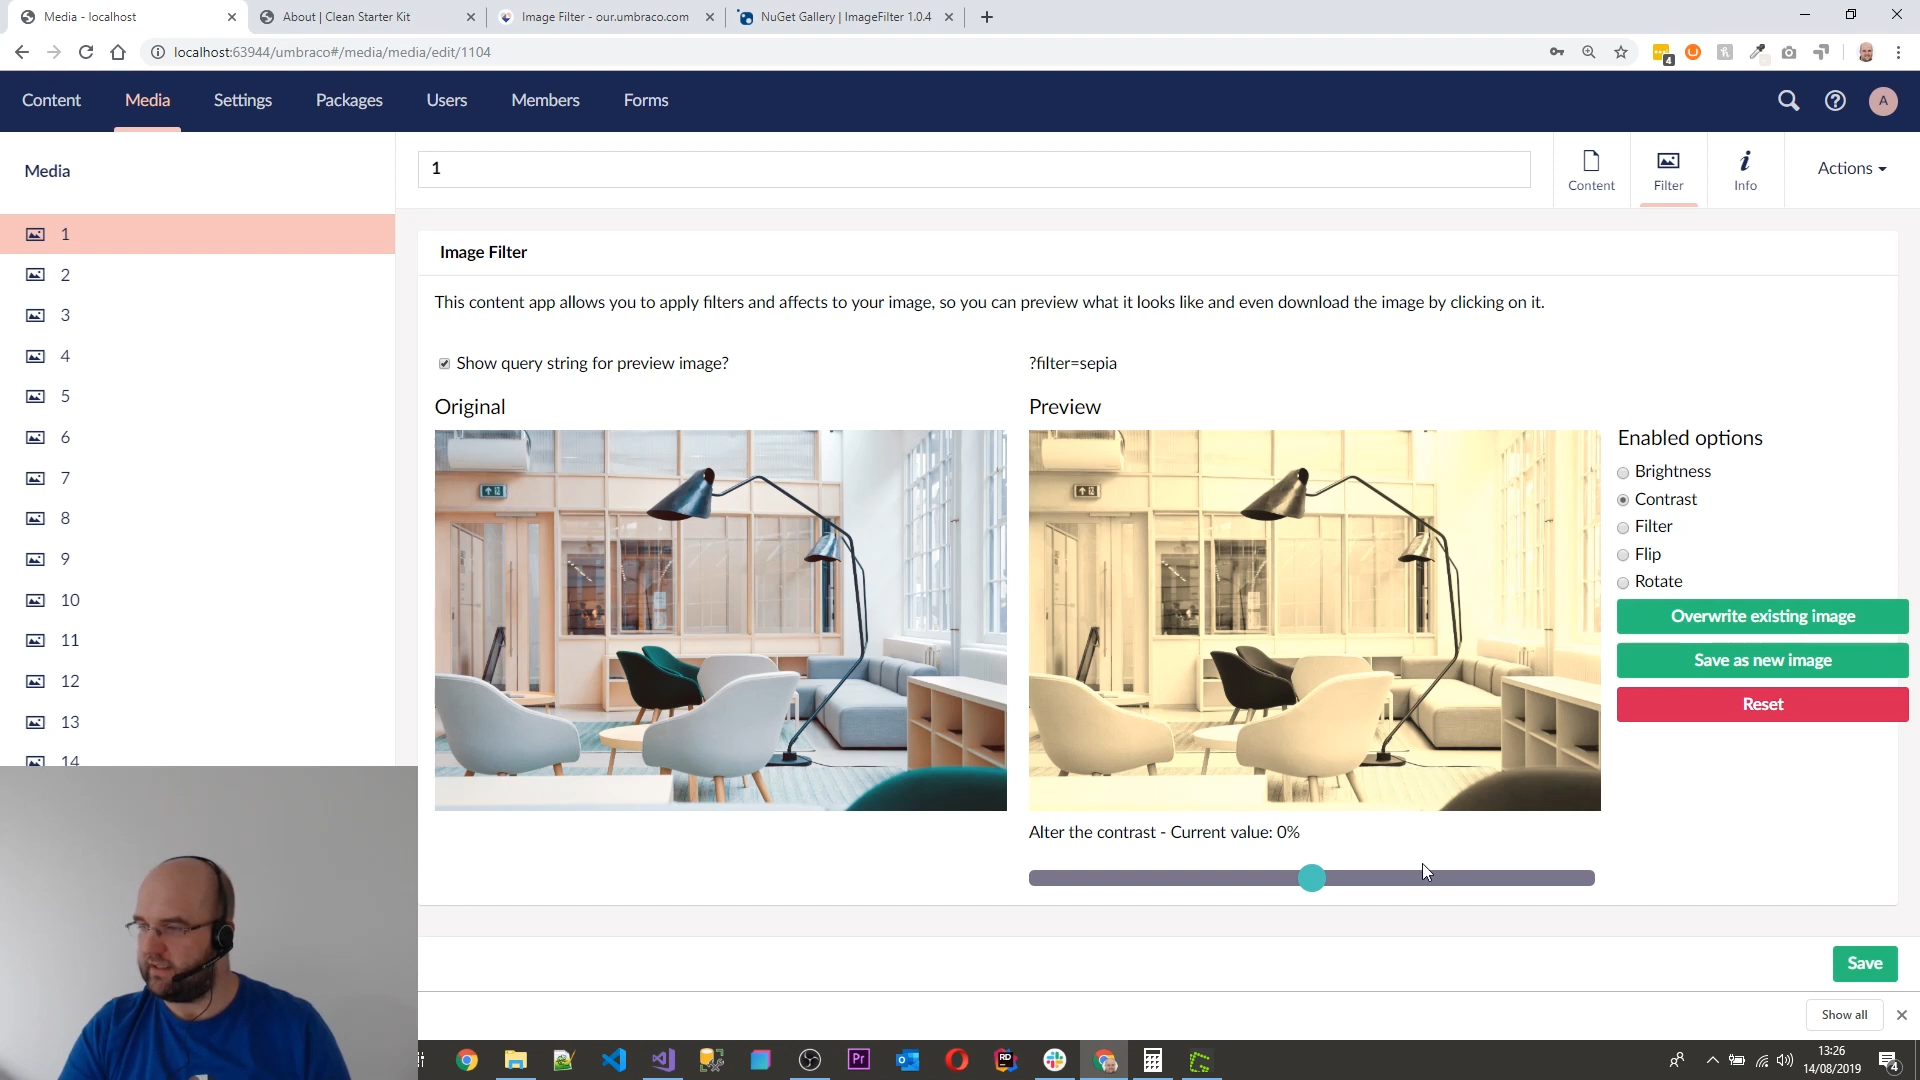 Media - localhost
About | Clean Starter Kit
Image Filter - our.umbraco.com
NuGet Gallery | ImageFilter 1.0.4
localhost:63944/umbraco#/media/media/edit/1104
4
Content
Media
Settings
Packages
Users
Members
Forms
A
Media
1
Content
Filter
Info
Actions
1
2
3
4
5
6
7
8
9
10
11
12
13
14
Image Filter
This content app allows you to apply filters and affects to your image, so you can preview what it looks like and even download the image by clicking on it.
Show query string for preview image?
?filter=sepia
Original
Preview
Enabled options
Brightness
Contrast
Filter
Flip
Rotate
Overwrite existing image
Save as new image
Reset
Alter the contrast - Current value: 0%
Save
Show all
Pr
RD
13:26
14/08/2019
4